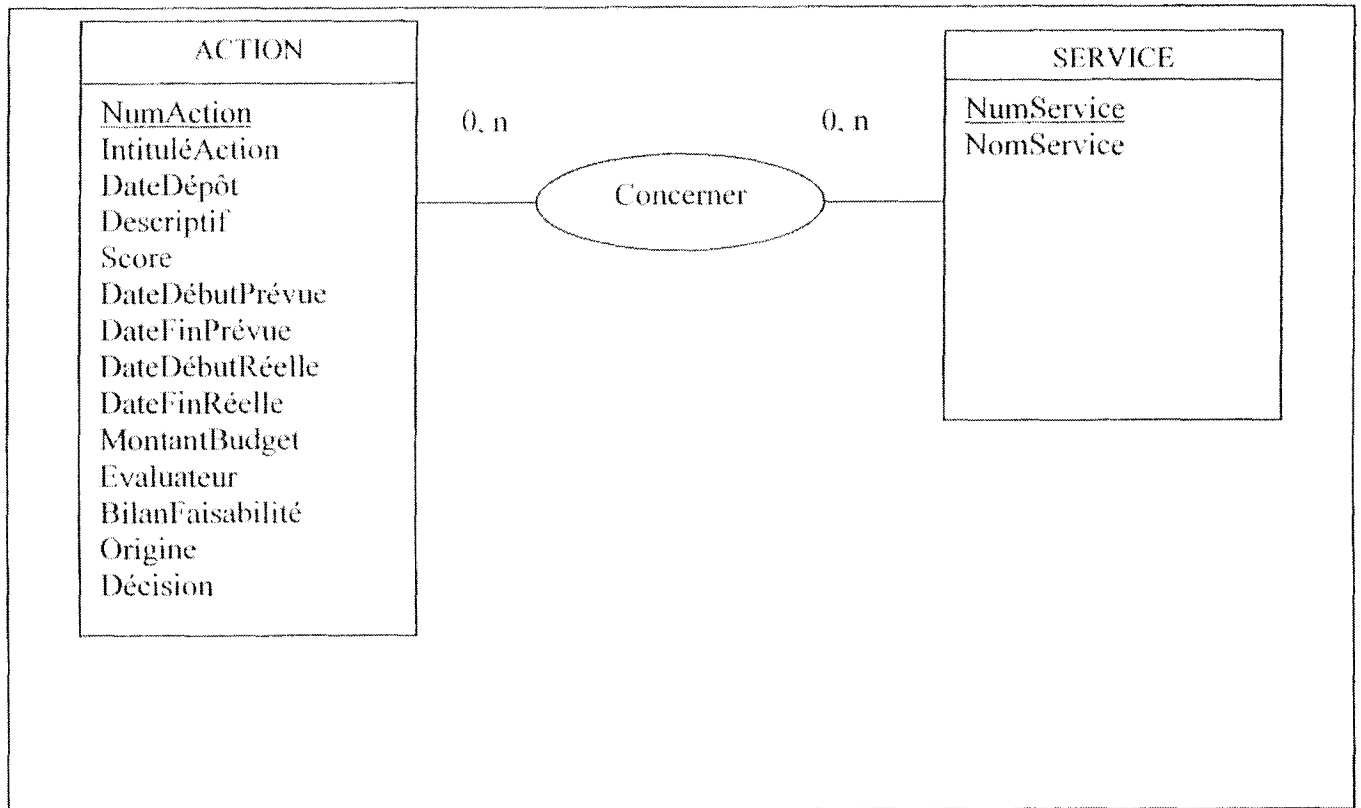 ACTION
NumAction
IntituléAction
DateDépôt
Descriptif
Score
DateDébutPrévue
DateFinPrévue
DateDébutRéelle
DateFinRéelle
MontantBudget
Evaluateur
BilanFaisabilité
Origine
Décision
0, n
Concerner
0, n
SERVICE
NumService
NomService